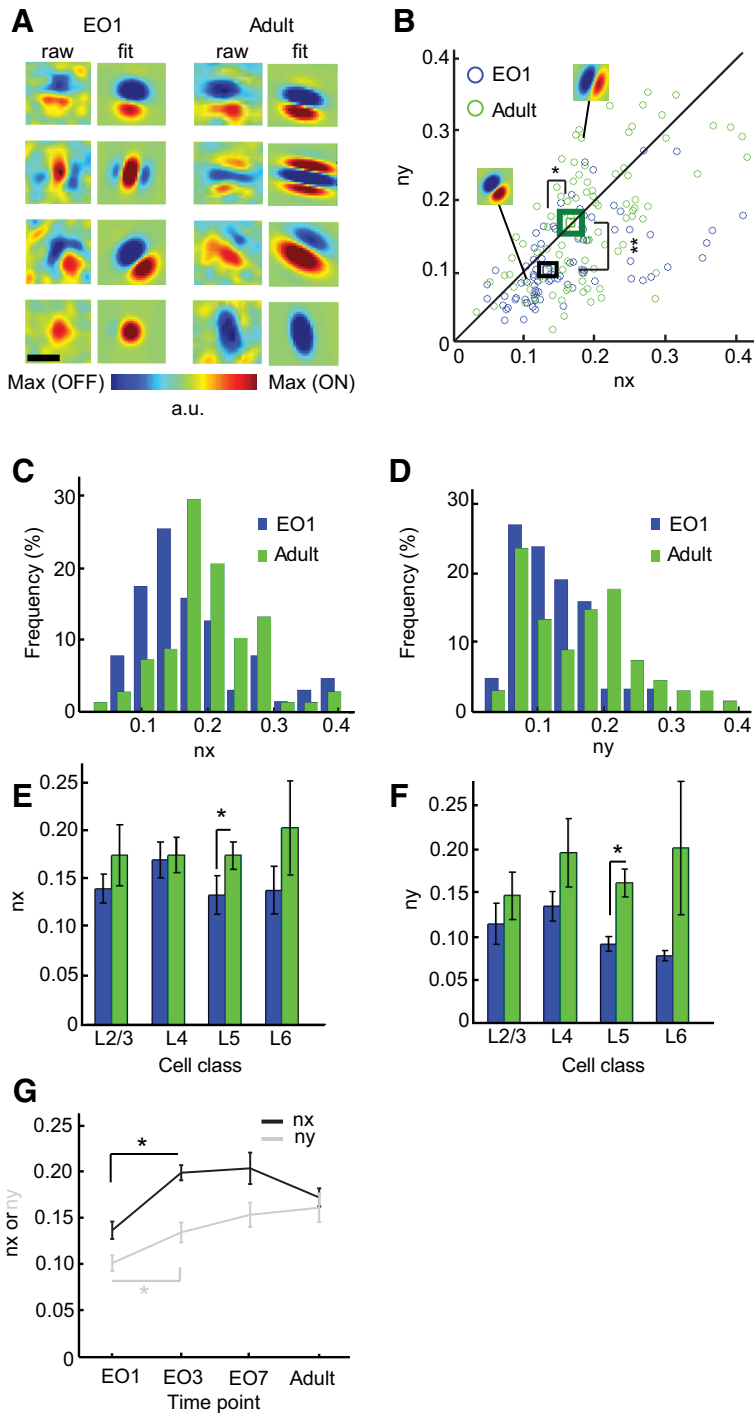 A
EO1
Adult
raw
fit
raw
fit
Max (OFF)
Max (ON)
a.u.
B
0.4
0.3
0.2
0.1
0
EO1
Adult
*
**
ny
0.1
0.2
0.3
0.4
nx
C
30
20
10
0
Frequency (%)
EO1
Adult
0.1
0.2
0.3
0.4
nx
D
30
20
10
0
Frequency (%)
EO1
Adult
0.1
0.2
0.3
0.4
ny
E
0.25
0.20
0.15
0.10
0.05
0
nx
*
L2/3
L4
L5
L6
Cell class
F
0.25
0.20
0.15
0.10
0.05
0
ny
*
L2/3
L4
L5
L6
Cell class
G
0.25
0.20
0.15
0.10
0.05
0
nx or ny
nx
ny
*
*
EO1
EO3
EO7
Adult
Time point